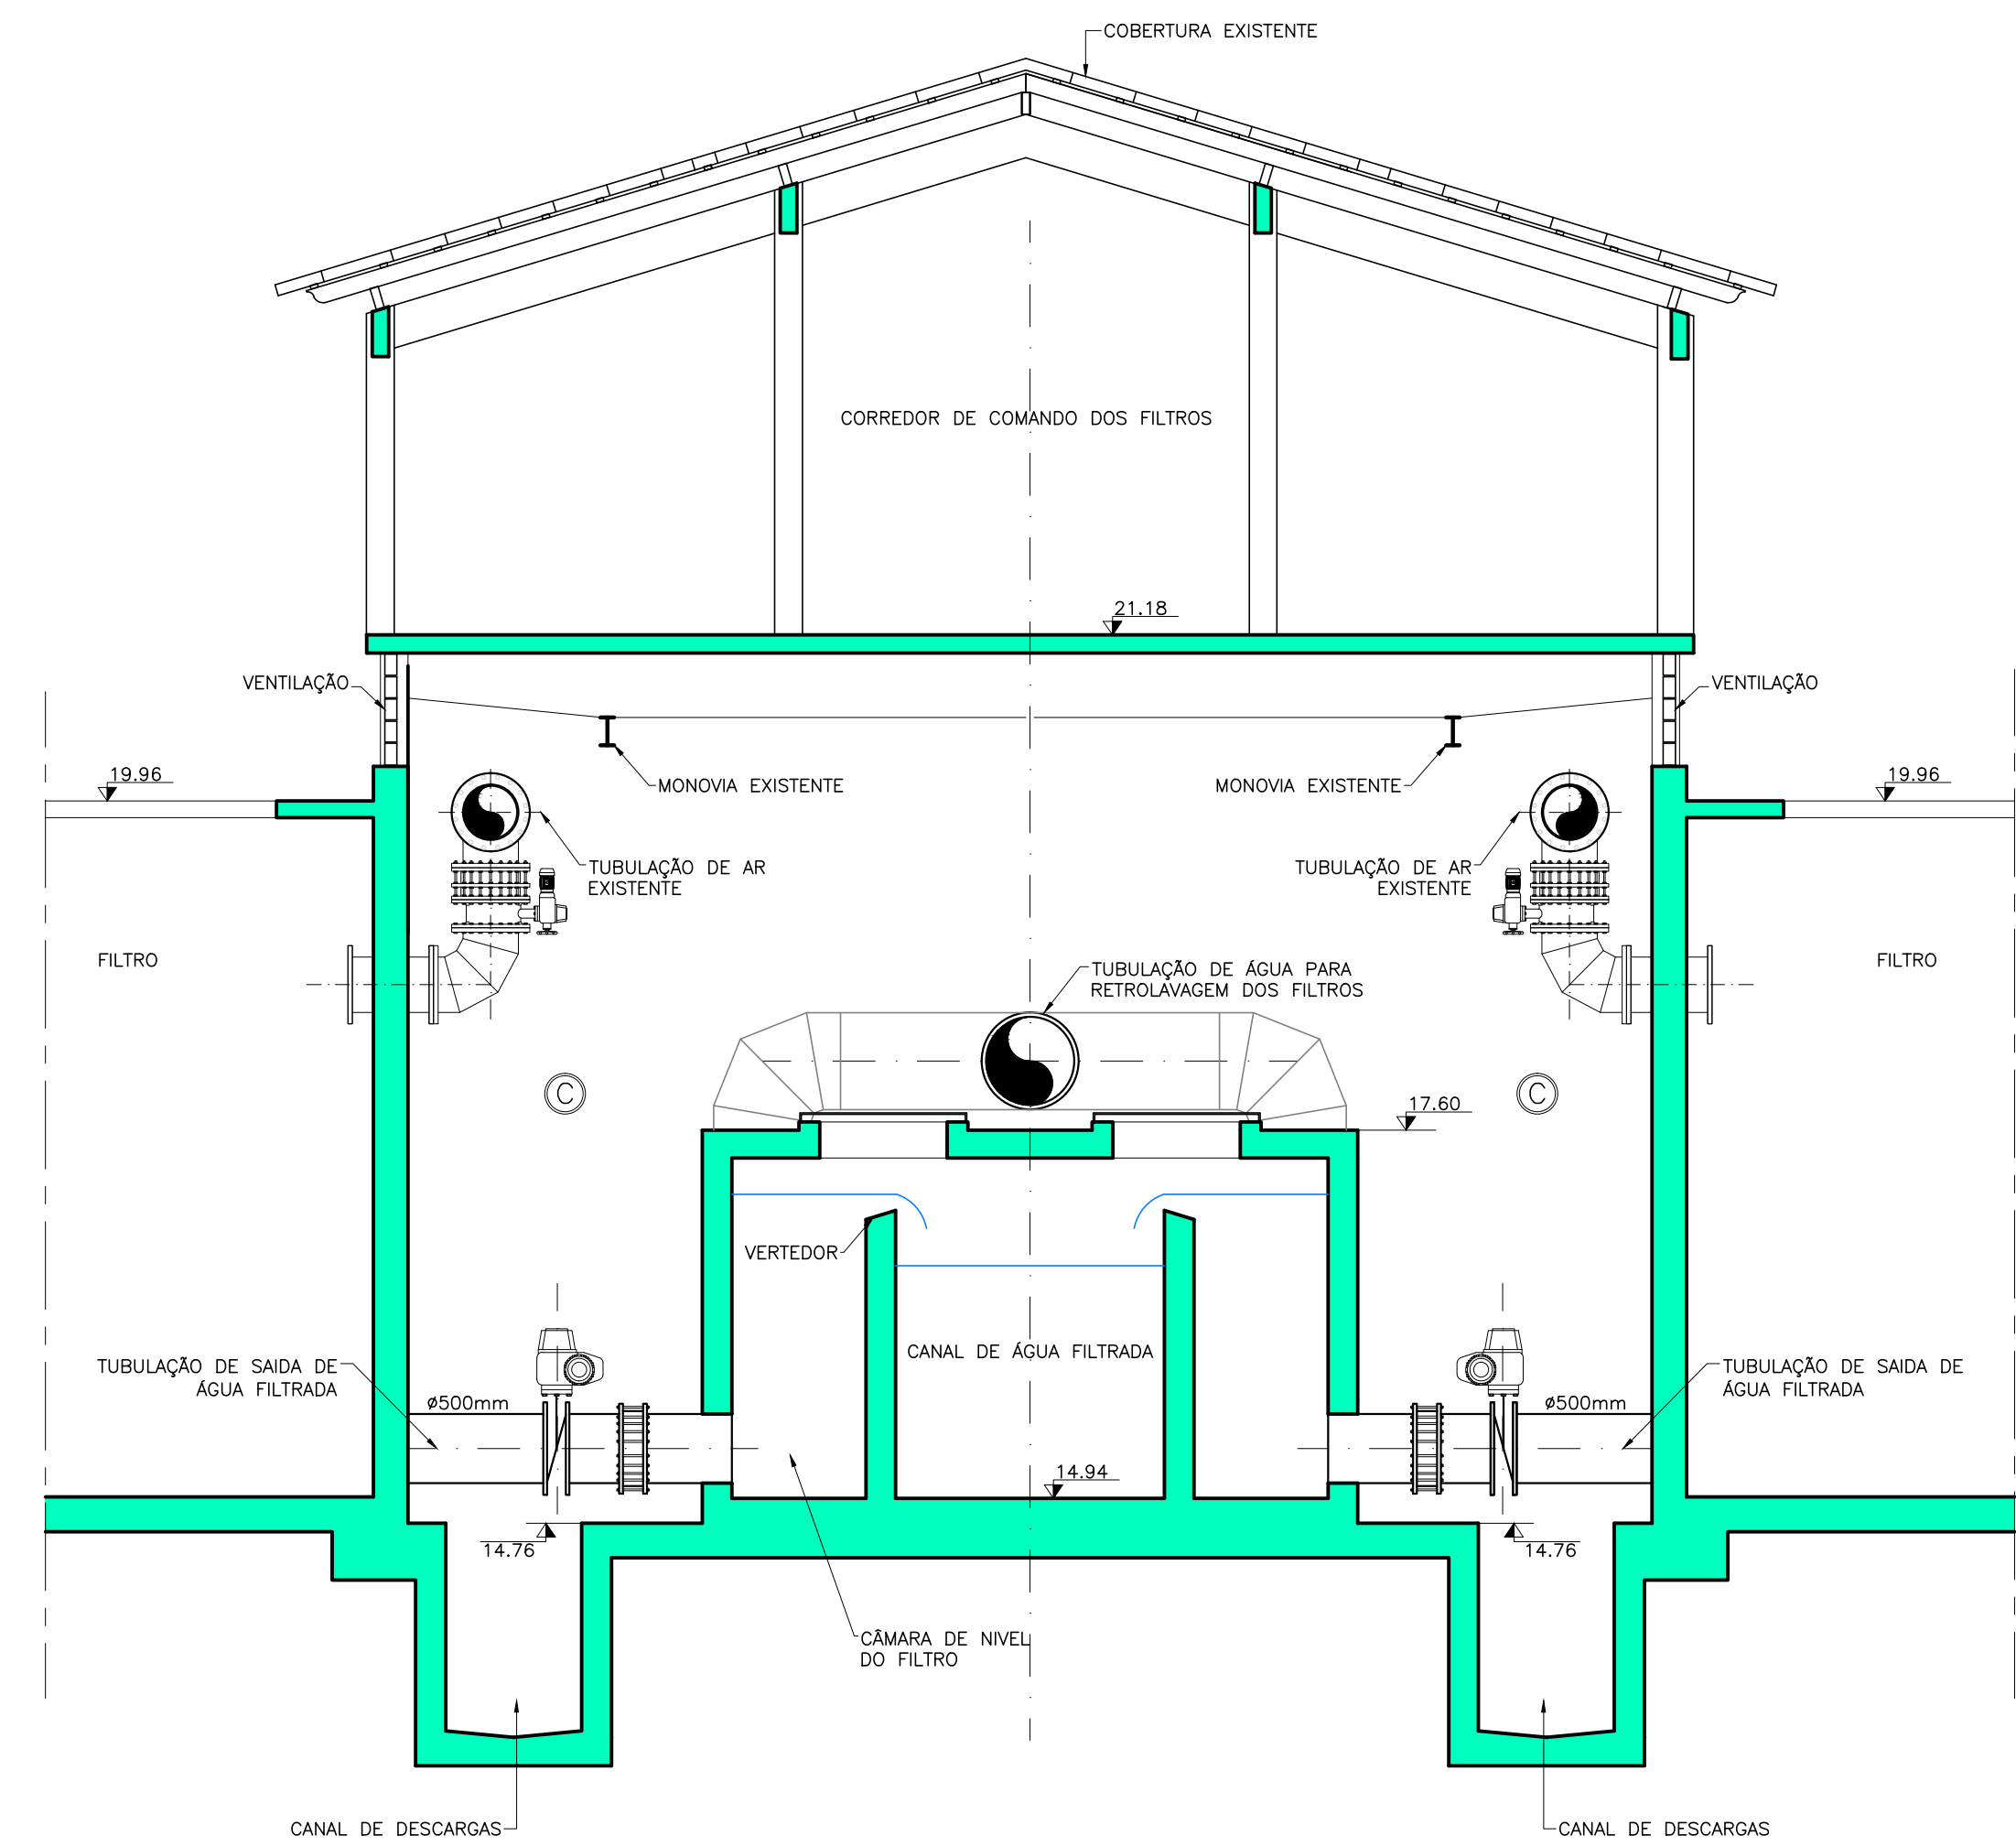 COBERTURA EXISTENTE
CORREDOR DE COMANDO DOS FILTROS
21.18
VENTILAÇÃO
VENTILAÇÃO
19.96
MONOVIA EXISTENTE
MONOVIA EXISTENTE
19.96
TUBULAÇÃO DE AR
EXISTENTE
TUBULAÇÃO DE AR
EXISTENTE
FILTRO
TUBULAÇÃO DE ÁGUA PARA
RETROLAVAGEM DOS FILTROS
FILTRO
C
C
17.60
VERTEDOR
CANAL DE ÁGUA FILTRADA
TUBULAÇÃO DE SAIDA DE
ÁGUA FILTRADA
TUBULAÇÃO DE SAIDA DE
ÁGUA FILTRADA
ø500mm
ø500mm
14.94
14.76
14.76
CÂMARA DE NIVEL
DO FILTRO
CANAL DE DESCARGAS
CANAL DE DESCARGAS